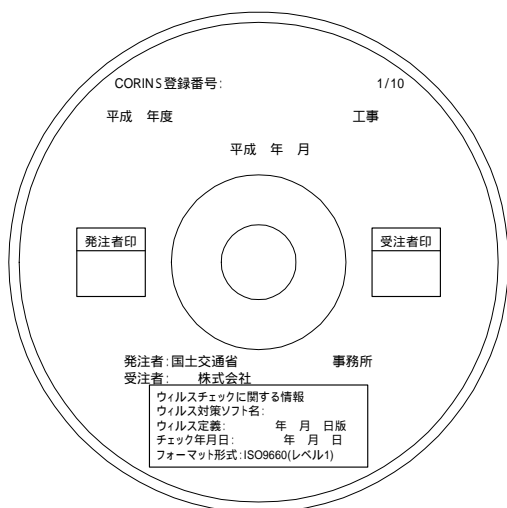 CORINS登録番号: 1/10
平成 年度 工事
平成 年 月
発注者印 受注者印
発注者:国土交通省 事務所
受注者: 株式会社
ウィルスチェックに関する情報
ウィルス対策ソフト名:
ウィルス定義: 年 月 日版
チェック年月日: 年 月 日
フォーマット形式:ISO9660(レベル1)